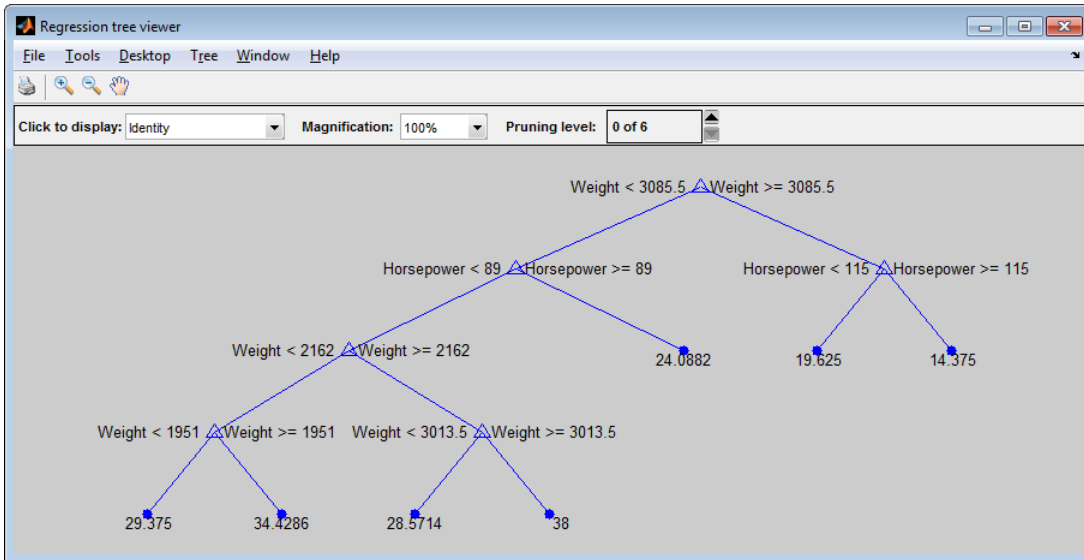 Regression tree viewer
File Tools Desktop Tree Window Help
Click to display: Identity Magnification: 100% Pruning level: 0 of 6
Weight < 3085.5 Weight >= 3085.5
Horsepower < 89 Horsepower >= 89 Horsepower < 115 Horsepower >= 115
Weight < 2162 Weight >= 2162 24.0882 19.625 14.375
Weight < 1951 Weight >= 1951 Weight < 3013.5 Weight >= 3013.5
29.375 34.4286 28.5714 38